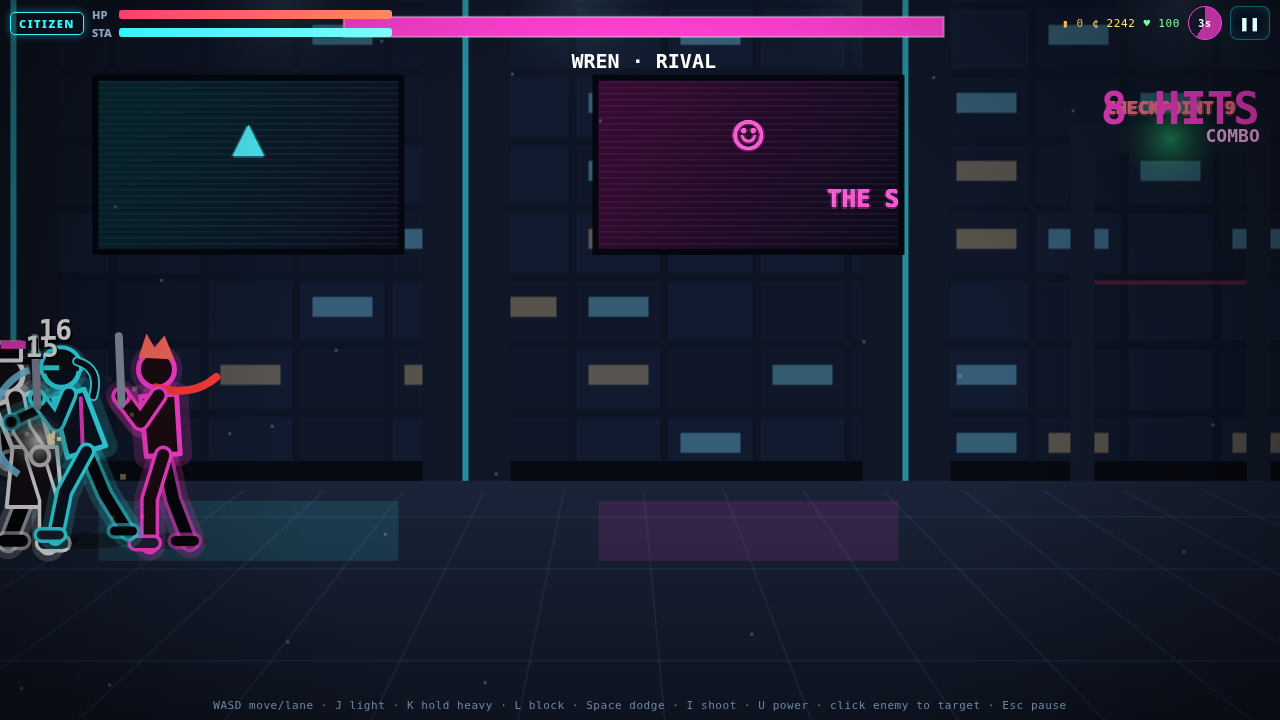 CITIZEN
HP
STA
0 ¢ 2242 ♥ 100
3s
WREN · RIVAL
8 HITS
CHECKPOINT 9
COMBO
THE S
16
15
WASD move/lane · J light · K hold heavy · L block · Space dodge · I shoot · U power · click enemy to target · Esc pause